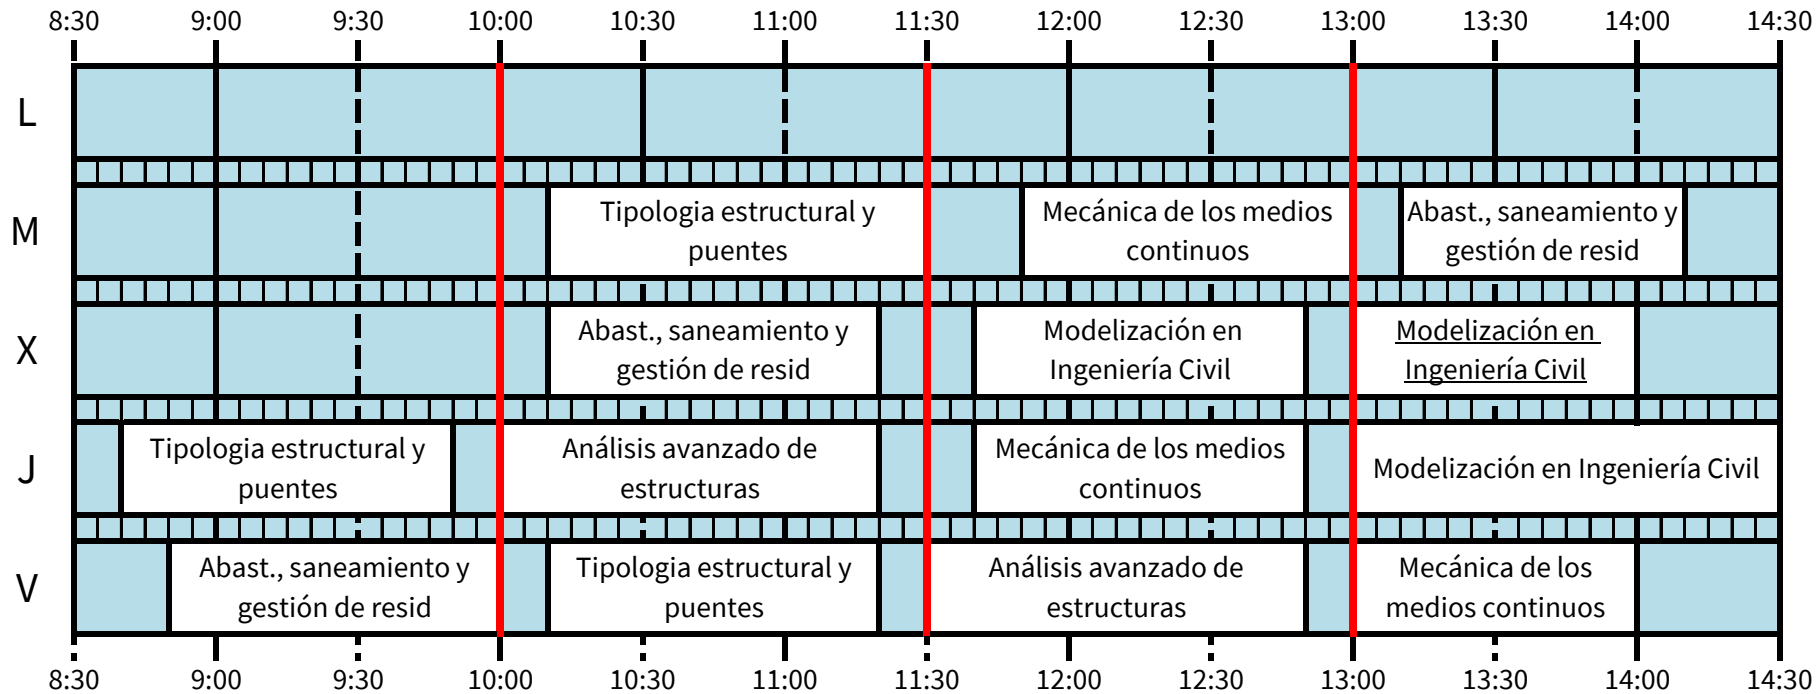 8:30 9:00 9:30 10:00 10:30 11:00 11:30 12:00 12:30 13:00 13:30 14:00 14:30
L
M
Tipologia estructural y
puentes
Mecánica de los medios
continuos
Abast., saneamiento y
gestión de resid
X
Abast., saneamiento y
gestión de resid
Modelización en
Ingeniería Civil
Modelización en
Ingeniería Civil
J
Tipologia estructural y
puentes
Análisis avanzado de
estructuras
Mecánica de los medios
continuos
Modelización en Ingeniería Civil
V
Abast., saneamiento y
gestión de resid
Tipologia estructural y
puentes
Análisis avanzado de
estructuras
Mecánica de los
medios continuos
8:30 9:00 9:30 10:00 10:30 11:00 11:30 12:00 12:30 13:00 13:30 14:00 14:30